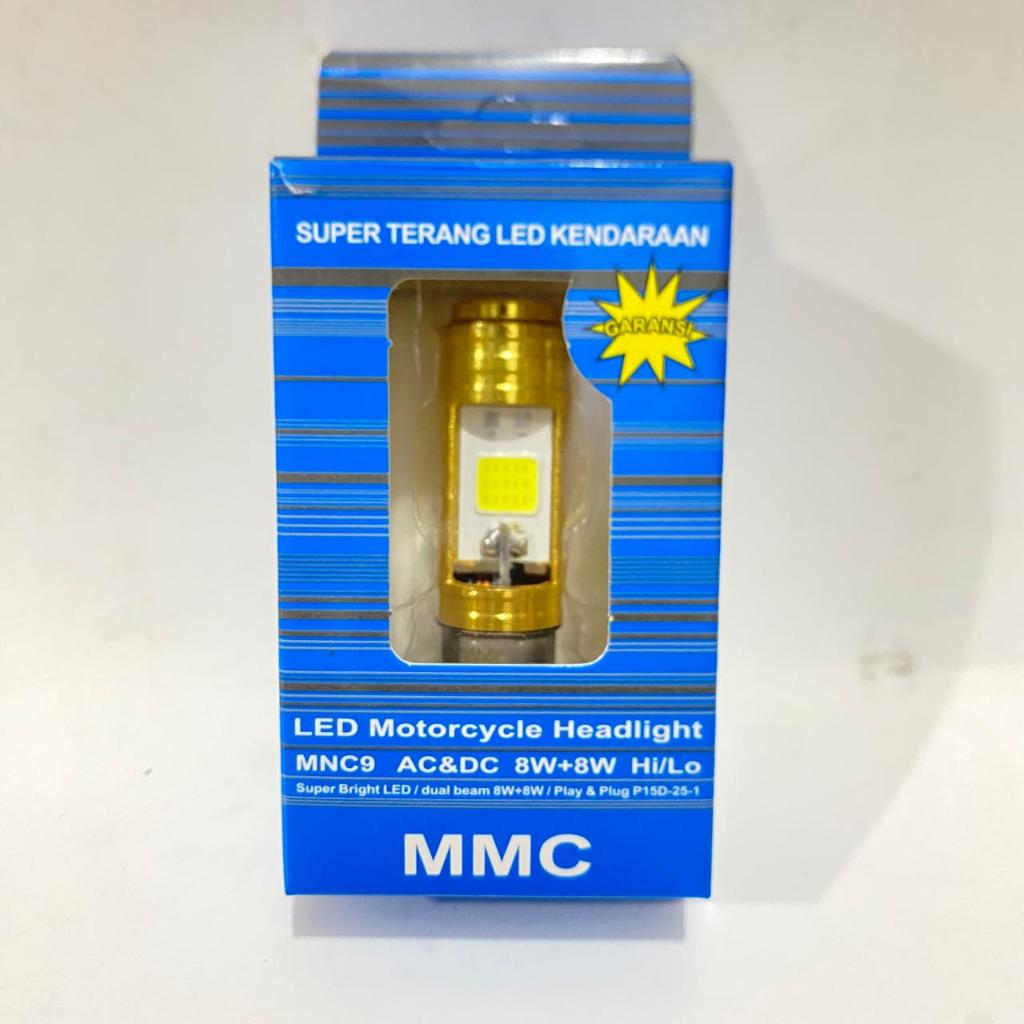 SUPER TERANG LED KENDARAAN
GARANSI
LED Motorcycle Headlight
MNC9 AC&DC 8W+8W Hi/Lo
Super Bright LED / dual beam 8W+8W / Play & Plug P15D-25-1
MMC